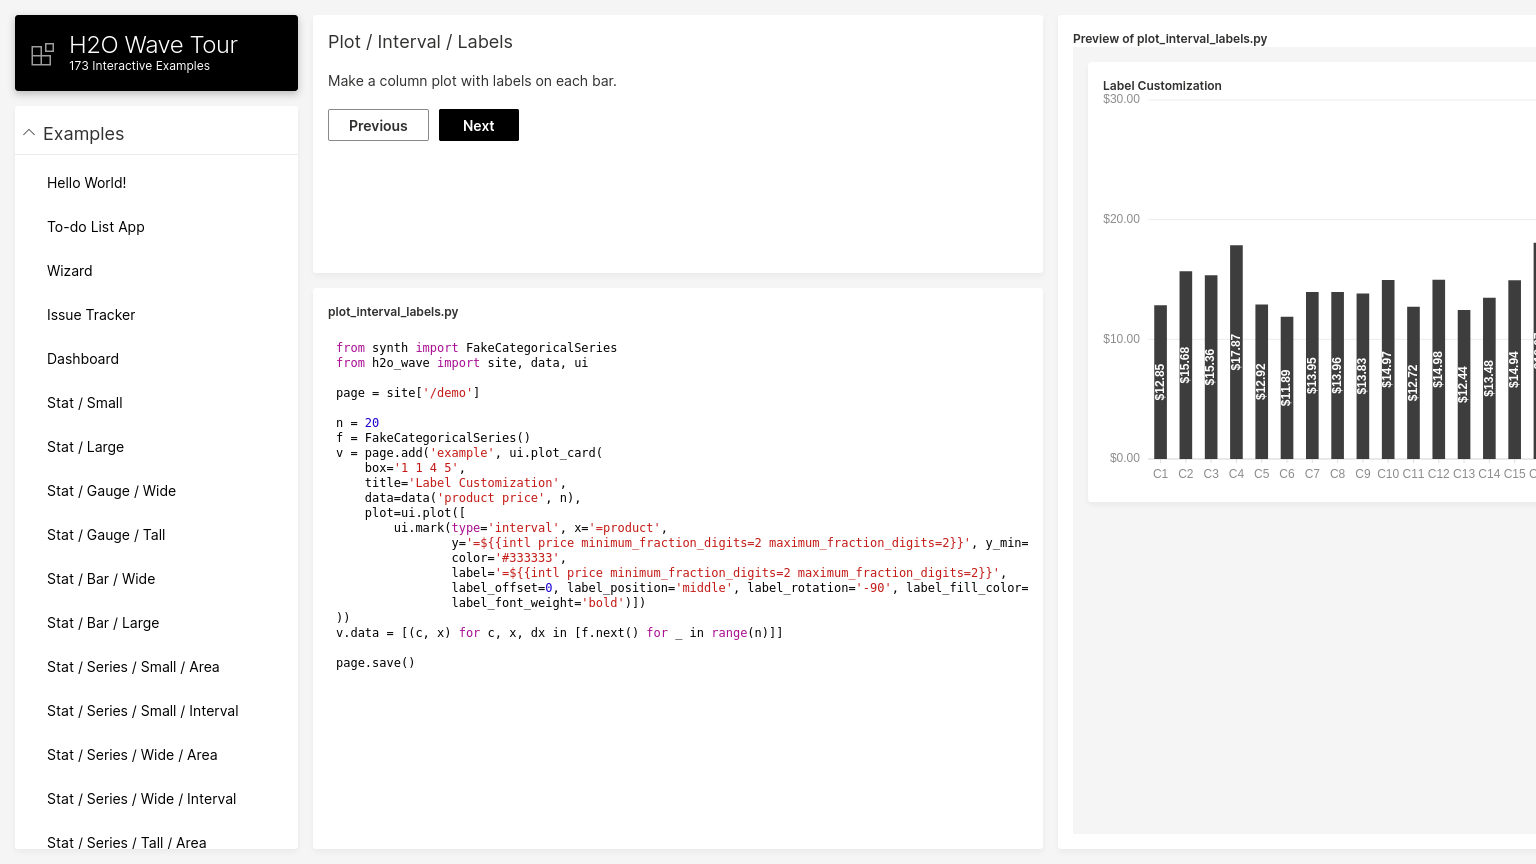 H2O Wave Tour
173 Interactive Examples
Examples
Hello World!
To-do List App
Wizard
Issue Tracker
Dashboard
Stat / Small
Stat / Large
Stat / Gauge / Wide
Stat / Gauge / Tall
Stat / Bar / Wide
Stat / Bar / Large
Stat / Series / Small / Area
Stat / Series / Small / Interval
Stat / Series / Wide / Area
Stat / Series / Wide / Interval
Stat / Series / Tall / Area
Plot / Interval / Labels
Make a column plot with labels on each bar.
Previous Next
plot_interval_labels.py
from synth import FakeCategoricalSeries
from h2o_wave import site, data, ui
page = site['/demo']
n = 20
f = FakeCategoricalSeries()
v = page.add('example', ui.plot_card(
    box='1 1 4 5',
    title='Label Customization',
    data=data('product price', n),
    plot=ui.plot([
        ui.mark(type='interval', x='=product',
                y='=${{intl price minimum_fraction_digits=2 maximum_fraction_digits=2}}', y_min=
                color='#333333',
                label='=${{intl price minimum_fraction_digits=2 maximum_fraction_digits=2}}',
                label_offset=0, label_position='middle', label_rotation='-90', label_fill_color=
                label_font_weight='bold')])
))
v.data = [(c, x) for c, x, dx in [f.next() for _ in range(n)]]
page.save()
Preview of plot_interval_labels.py
Label Customization
$30.00
$20.00
$10.00
$0.00
$12.85 $15.68 $15.36 $17.87 $12.92 $11.89 $13.95 $13.96 $13.83 $14.97 $12.72 $14.98 $12.44 $13.48 $14.94
C1 C2 C3 C4 C5 C6 C7 C8 C9 C10 C11 C12 C13 C14 C15